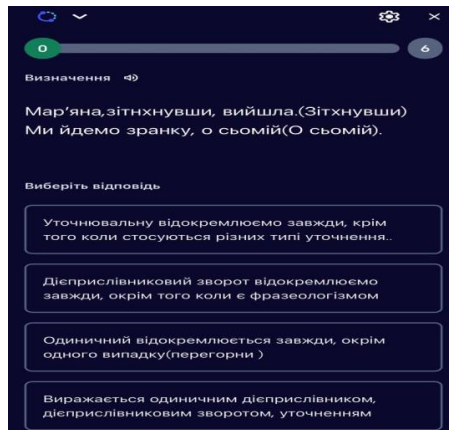 0
6
Визначення
Мар’яна,зітнхнувши, вийшла.(Зітхнувши)
Ми йдемо зранку, о сьомій(О сьомій).
Виберіть відповідь
Уточнювальну відокремлюємо завжди, крім
того коли стосуються різних типі уточнення..
Дієприслівниковий зворот відокремлюємо
завжди, окрім того коли є фразеологізмом
Одиничний відокремлюється завжди, окрім
одного випадку(перегорни )
Виражається одиничним дієприслівником,
дієприслівниковим зворотом, уточненням